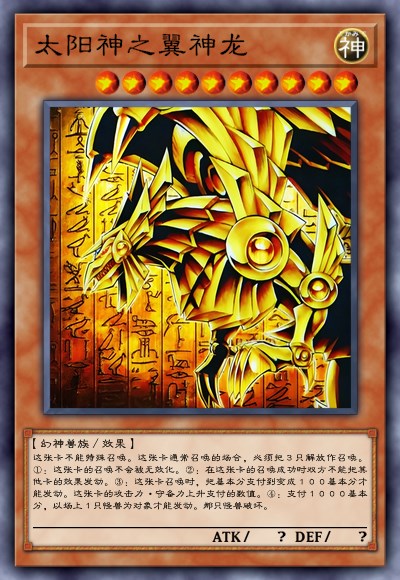 太阳神之翼神龙
神
【幻神兽族／效果】
这张卡不能特殊召唤。这张卡通常召唤的场合，必须把３只解放作召唤。
①：这张卡的召唤不会被无效化。②：在这张卡的召唤成功时双方不能把其
他卡的效果发动。③：这张卡召唤时，把基本分支付到变成１００基本分才
能发动。这张卡的攻击力・守备力上升支付的数值。④：支付１０００基本
分，以场上１只怪兽为对象才能发动。那只怪兽破坏。
ATK/ ? DEF/ ?